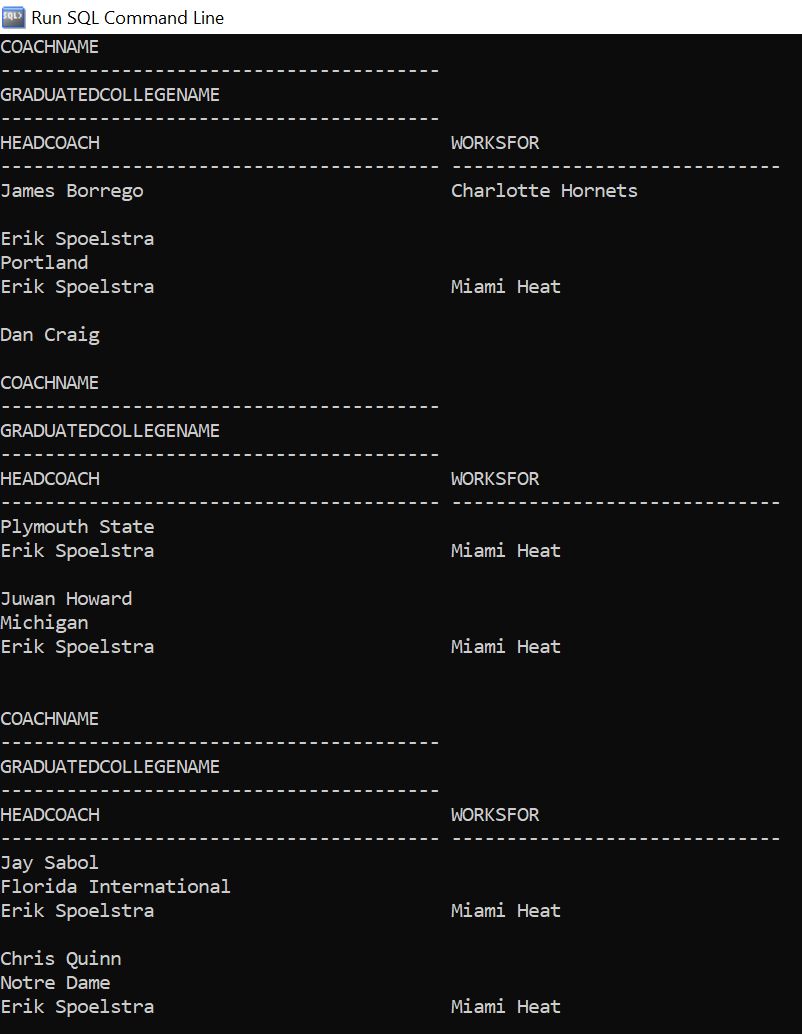 Run SQL Command Line
COACHNAME
----------------------------------------
GRADUATEDCOLLEGENAME
----------------------------------------
HEADCOACH                                WORKSFOR
---------------------------------------- ------------------------------
James Borrego                            Charlotte Hornets

Erik Spoelstra
Portland
Erik Spoelstra                           Miami Heat

Dan Craig

COACHNAME
----------------------------------------
GRADUATEDCOLLEGENAME
----------------------------------------
HEADCOACH                                WORKSFOR
---------------------------------------- ------------------------------
Plymouth State
Erik Spoelstra                           Miami Heat

Juwan Howard
Michigan
Erik Spoelstra                           Miami Heat


COACHNAME
----------------------------------------
GRADUATEDCOLLEGENAME
----------------------------------------
HEADCOACH                                WORKSFOR
---------------------------------------- ------------------------------
Jay Sabol
Florida International
Erik Spoelstra                           Miami Heat

Chris Quinn
Notre Dame
Erik Spoelstra                           Miami Heat